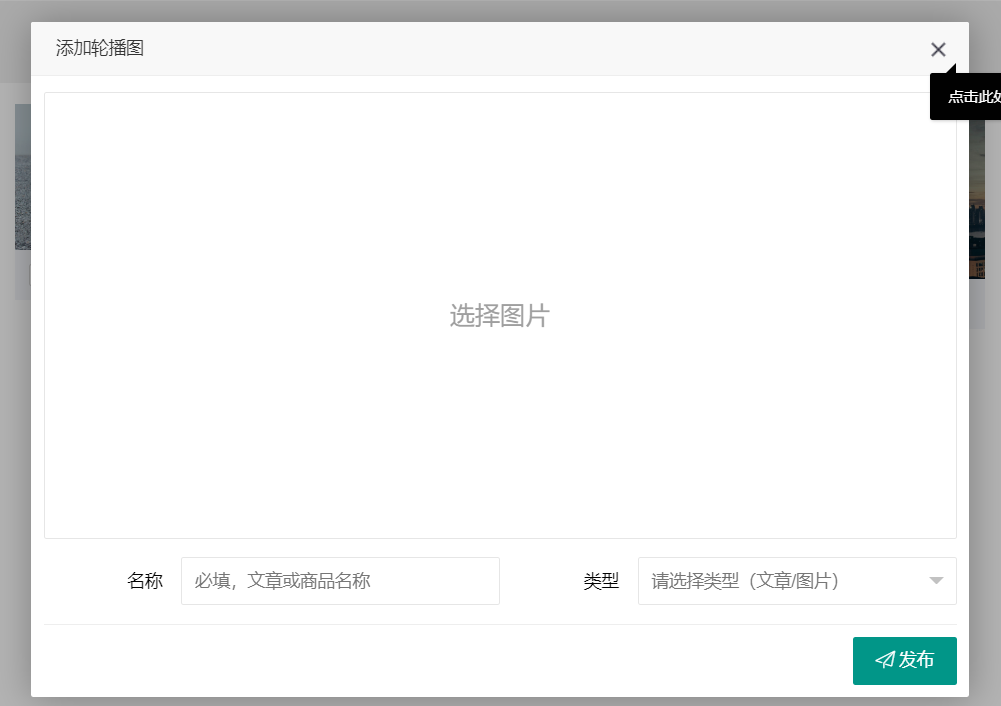 添加轮播图
点击此处
选择图片
名称
必填，文章或商品名称
类型
请选择类型（文章/图片）
发布